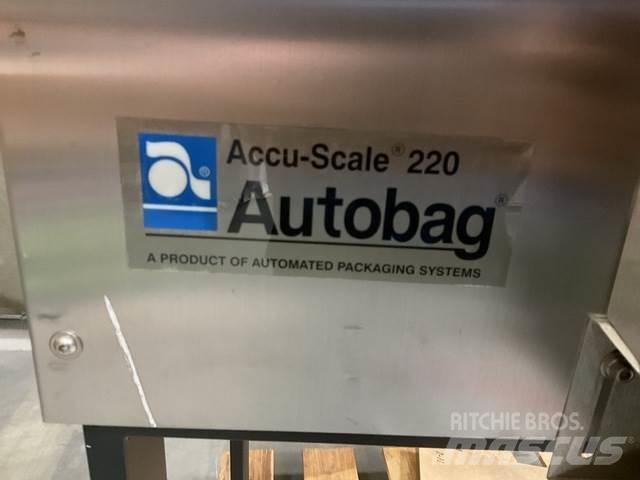 a®
Accu-Scale® 220
Autobag®
A PRODUCT OF AUTOMATED PACKAGING SYSTEMS
RITCHIE BROS.
MASCUS